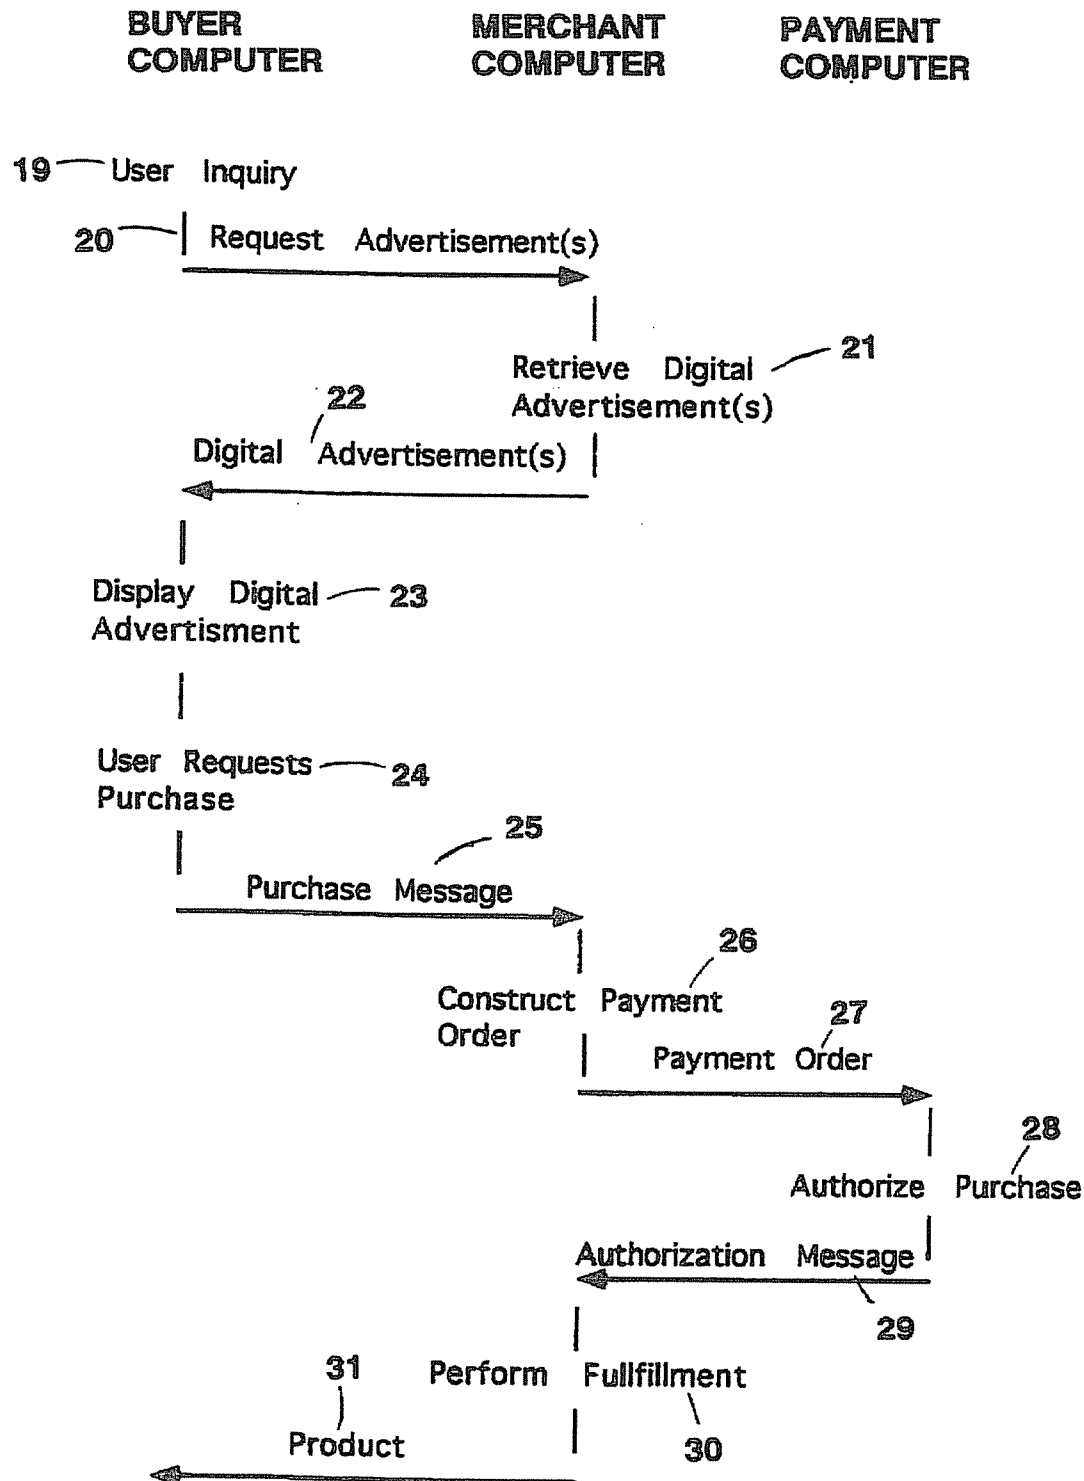 BUYER COMPUTER
MERCHANT COMPUTER
PAYMENT COMPUTER
19 User Inquiry
20 Request Advertisement(s)
21
Retrieve Digital
Advertisement(s)
22
Digital Advertisement(s)
Display Digital 23
Advertisment
User Requests 24
Purchase
25
Purchase Message
26
Construct Payment
Order
27
Payment Order
28
Authorize Purchase
Authorization Message
29
31
Perform Fullfillment
30
Product